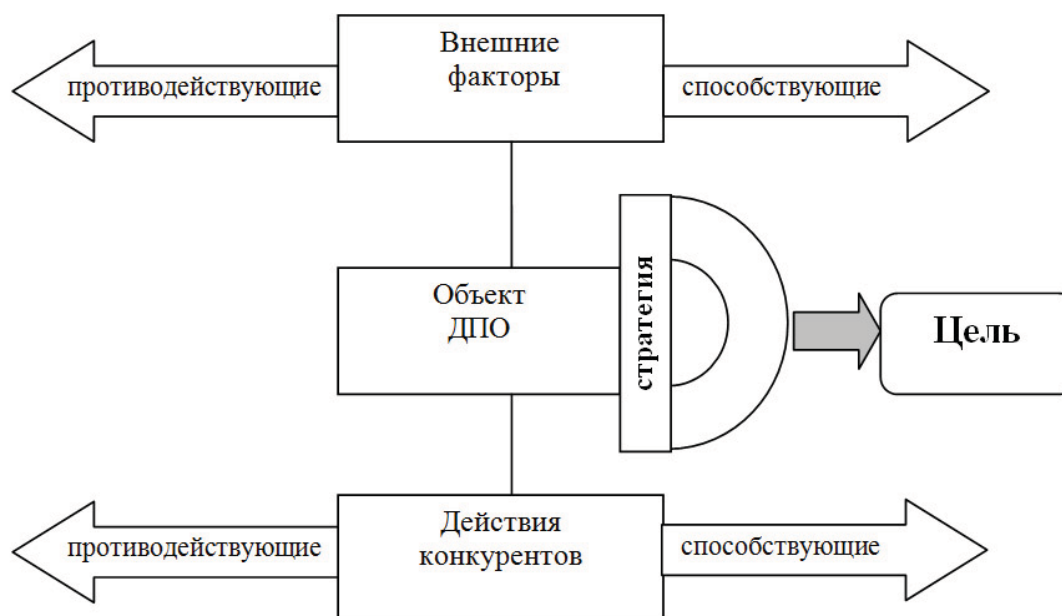 Внешние
факторы
противодействующие
способствующие
Объект
ДПО
стратегия
Цель
Действия
конкурентов
противодействующие
способствующие